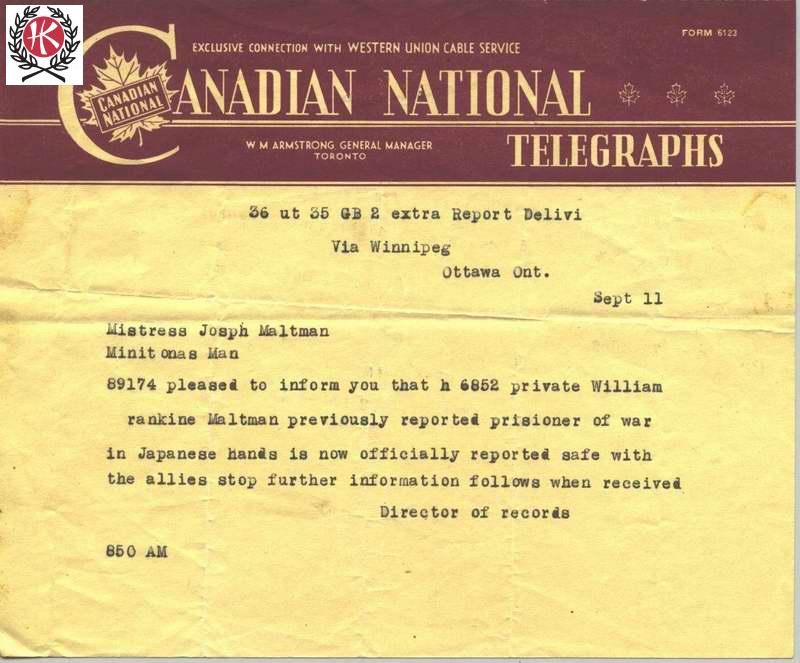 HK
EXCLUSIVE CONNECTION WITH WESTERN UNION CABLE SERVICE
FORM 6123
CANADIAN NATIONAL
CANADIAN NATIONAL
TELEGRAPHS
W M ARMSTRONG GENERAL MANAGER
TORONTO
36 ut 35 GB 2 extra Report Delivi
Via Winnipeg
Ottawa Ont.
Sept 11
Mistress Josph Maltman
Minitonas Man
89174 pleased to inform you that h 6852 private William
rankine Maltman previously reported prisioner of war
in Japanese hands is now officially reported safe with
the allies stop further information follows when received
Director of records
850 AM